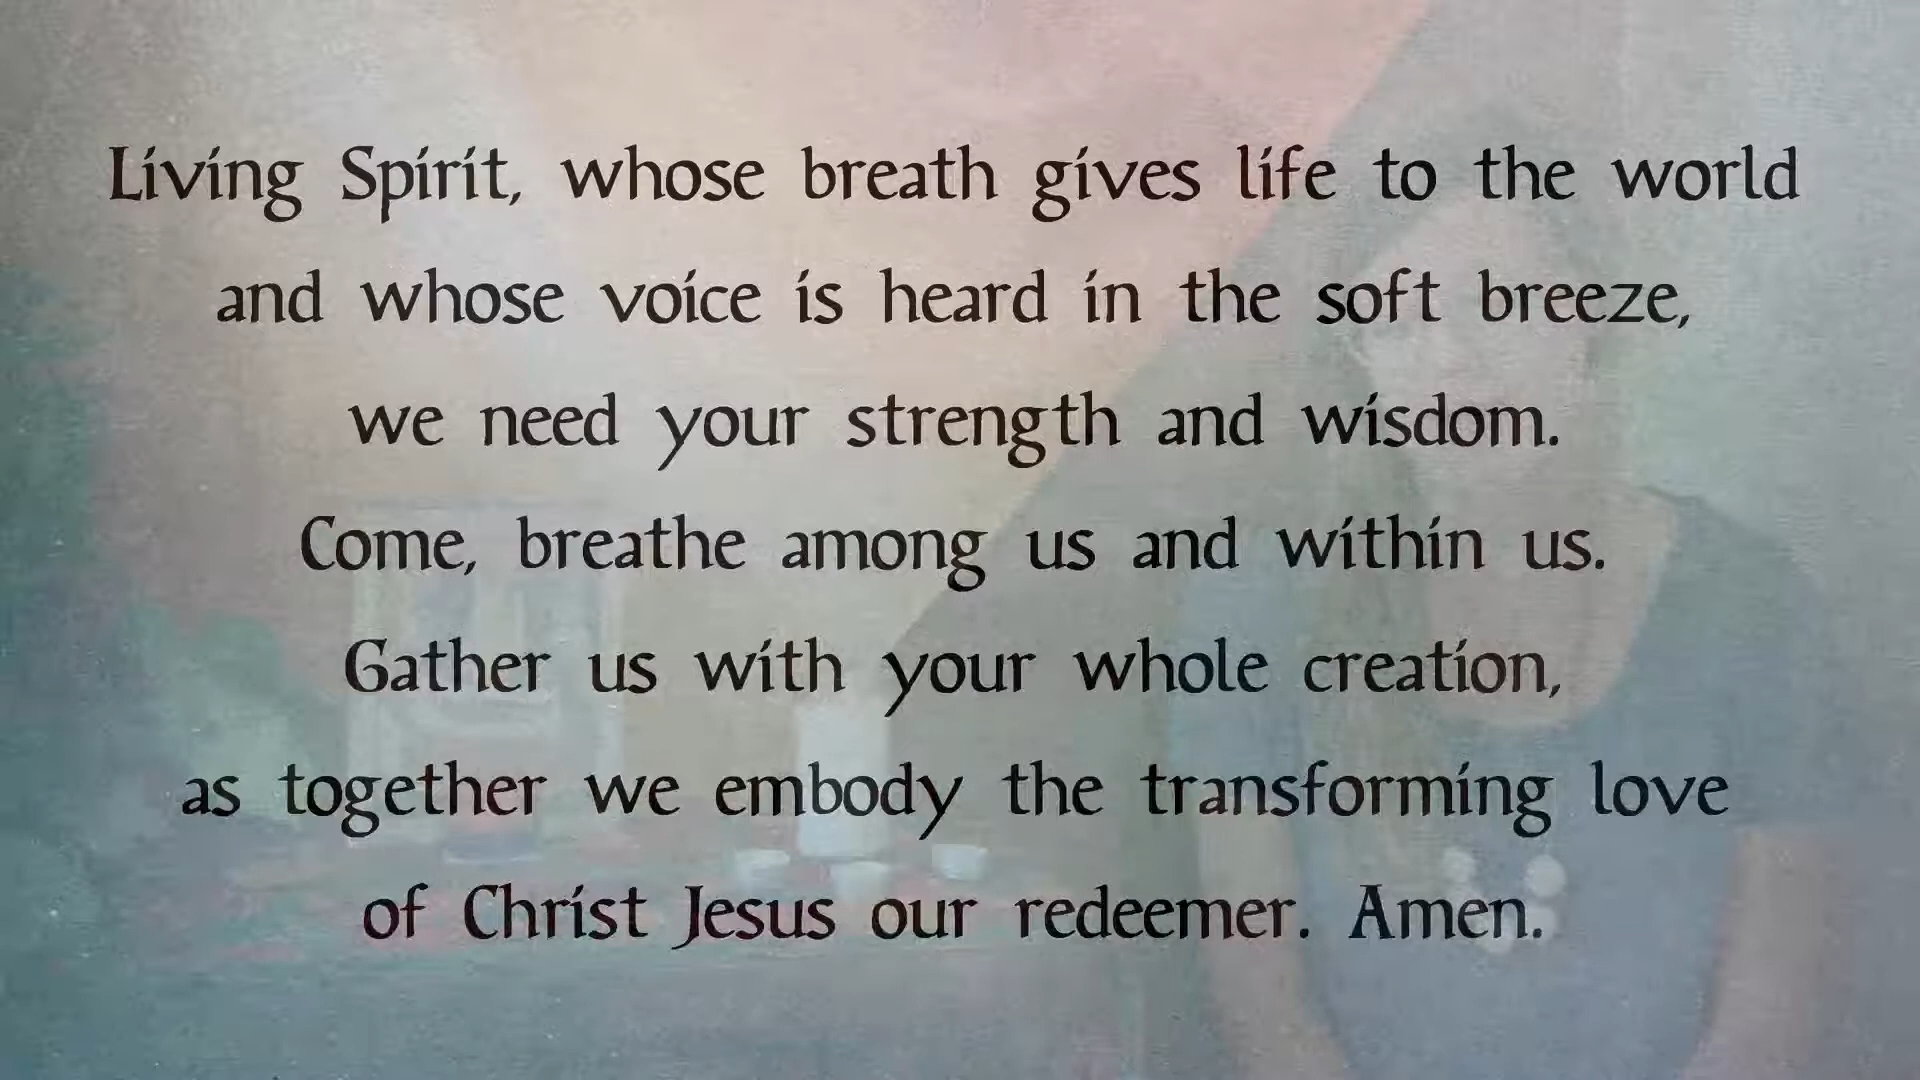 Living Spirit, whose breath gives life to the world
and whose voice is heard in the soft breeze,
we need your strength and wisdom.
Come, breathe among us and within us.
Gather us with your whole creation,
as together we embody the transforming love
of Christ Jesus our redeemer. Amen.